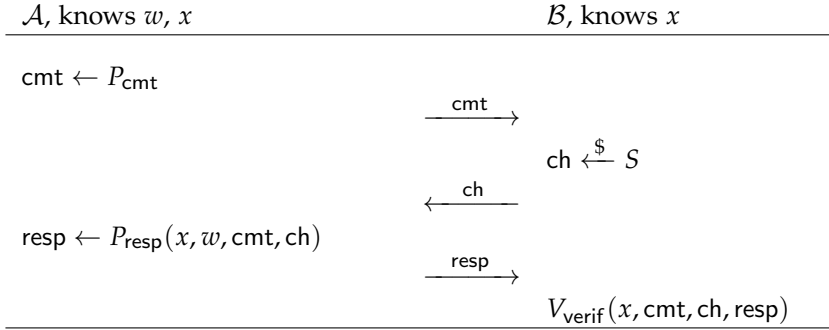 𝒜, knows w, x    ℬ, knows x
cmt ← P_cmt
cmt
ch ←$ S
ch
resp ← P_resp(x, w, cmt, ch)
resp
V_verif(x, cmt, ch, resp)